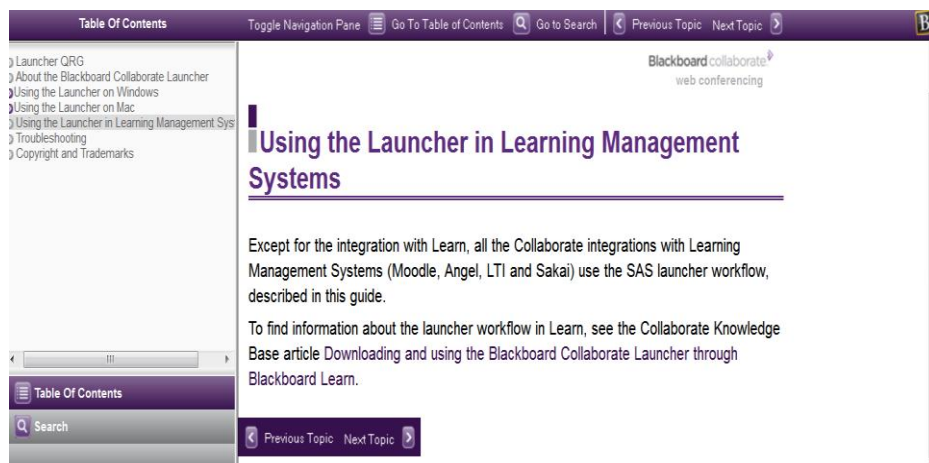 Table Of Contents
Toggle Navigation Pane Go To Table of Contents Go to Search Previous Topic Next Topic
B
Launcher QRG
About the Blackboard Collaborate Launcher
Using the Launcher on Windows
Using the Launcher on Mac
Using the Launcher in Learning Management Sys
Troubleshooting
Copyright and Trademarks
Table Of Contents
Search
Blackboard collaborate
web conferencing
Using the Launcher in Learning Management
Systems
Except for the integration with Learn, all the Collaborate integrations with Learning
Management Systems (Moodle, Angel, LTI and Sakai) use the SAS launcher workflow,
described in this guide.
To find information about the launcher workflow in Learn, see the Collaborate Knowledge
Base article Downloading and using the Blackboard Collaborate Launcher through
Blackboard Learn.
Previous Topic Next Topic